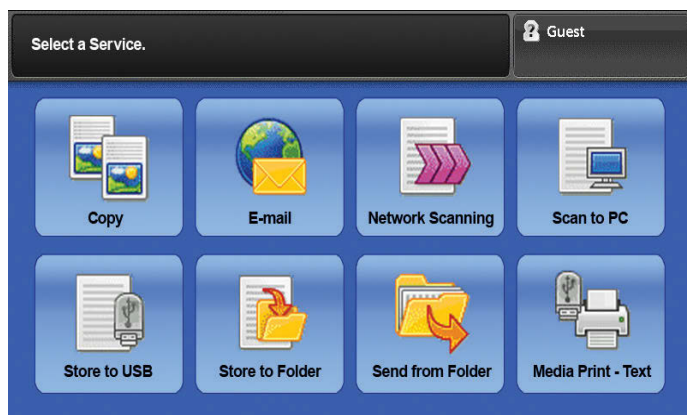 Select a Service.
Guest
Copy
E-mail
Network Scanning
Scan to PC
Store to USB
Store to Folder
Send from Folder
Media Print - Text